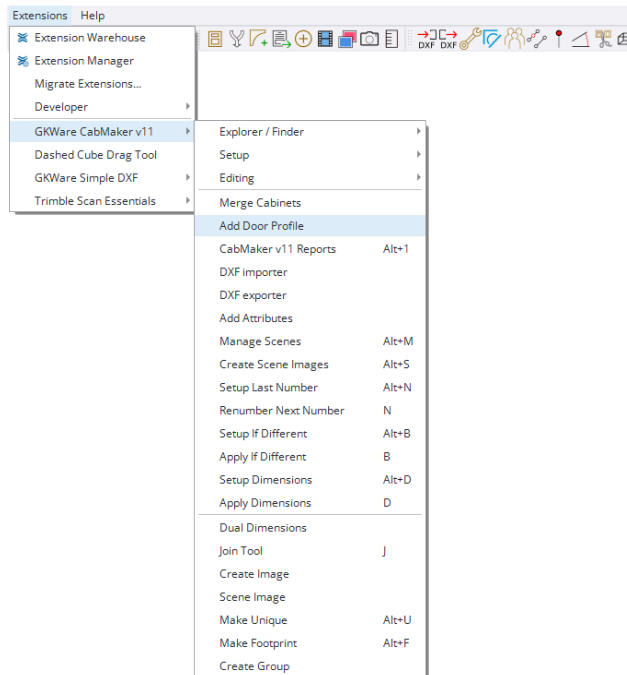 Extensions Help
Extension Warehouse
Extension Manager
Migrate Extensions...
Developer
GKWare CabMaker v11
Dashed Cube Drag Tool
GKWare Simple DXF
Trimble Scan Essentials
DXF DXF
Explorer / Finder
Setup
Editing
Merge Cabinets
Add Door Profile
CabMaker v11 Reports Alt+1
DXF importer
DXF exporter
Add Attributes
Manage Scenes Alt+M
Create Scene Images Alt+S
Setup Last Number Alt+N
Renumber Next Number N
Setup If Different Alt+B
Apply If Different B
Setup Dimensions Alt+D
Apply Dimensions D
Dual Dimensions
Join Tool J
Create Image
Scene Image
Make Unique Alt+U
Make Footprint Alt+F
Create Group